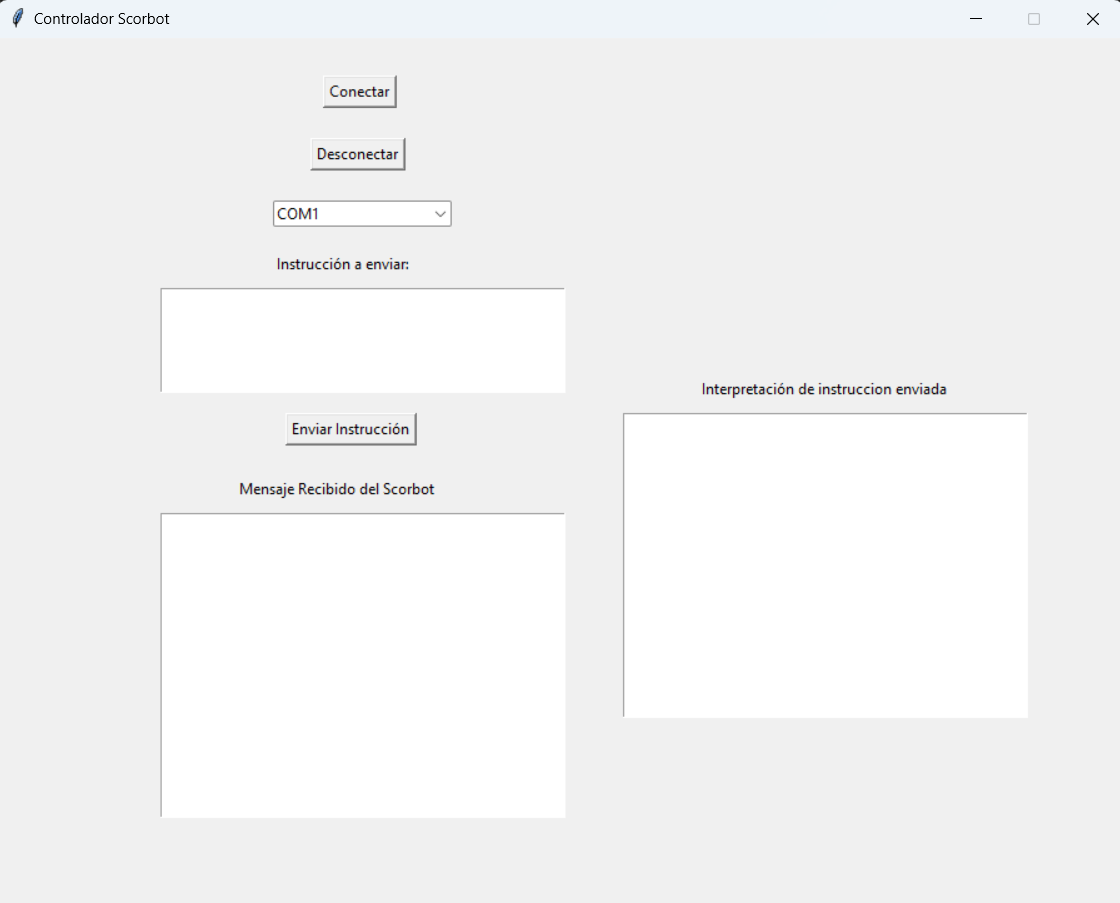 Controlador Scorbot
Conectar
Desconectar
COM1
Instrucción a enviar:
Enviar Instrucción
Mensaje Recibido del Scorbot
Interpretación de instruccion enviada